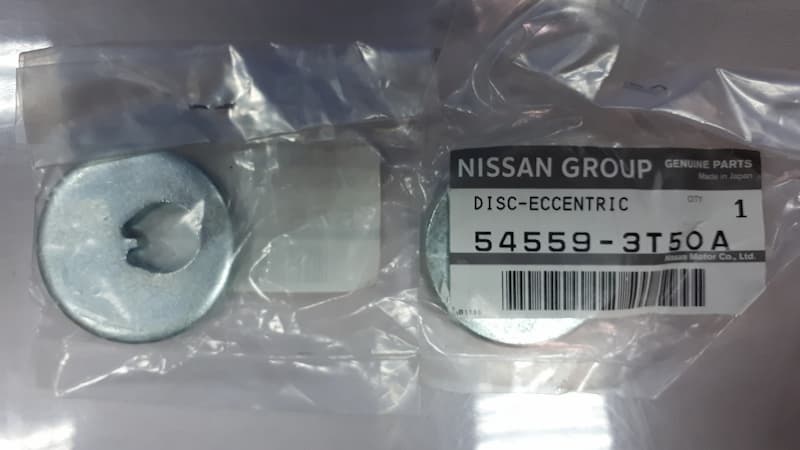 NISSAN GROUP GENUINE PARTS
Made in Japan
DISC-ECCENTRIC QTY 1
54559-3T50A
Nissan Motor Co., Ltd.